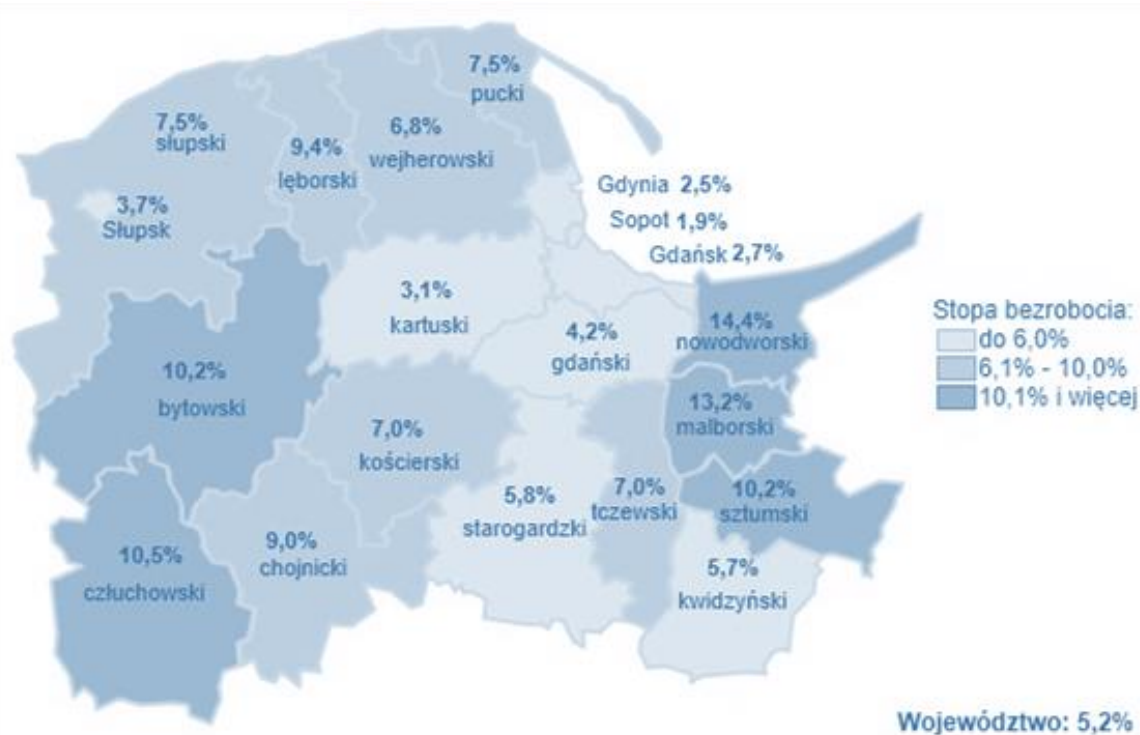 7,5%
pucki
7,5%
słupski
6,8%
wejherowski
9,4%
lęborski
Gdynia 2,5%
3,7%
Słupsk
Sopot 1,9%
Gdańsk 2,7%
3,1%
kartuski
4,2%
gdański
14,4%
nowodworski
Stopa bezrobocia:
do 6,0%
6,1% - 10,0%
10,1% i więcej
10,2%
bytowski
13,2%
malborski
7,0%
kościerski
5,8%
starogardzki
7,0%
tczewski
10,2%
sztumski
10,5%
człuchowski
9,0%
chojnicki
5,7%
kwidzyński
Województwo: 5,2%